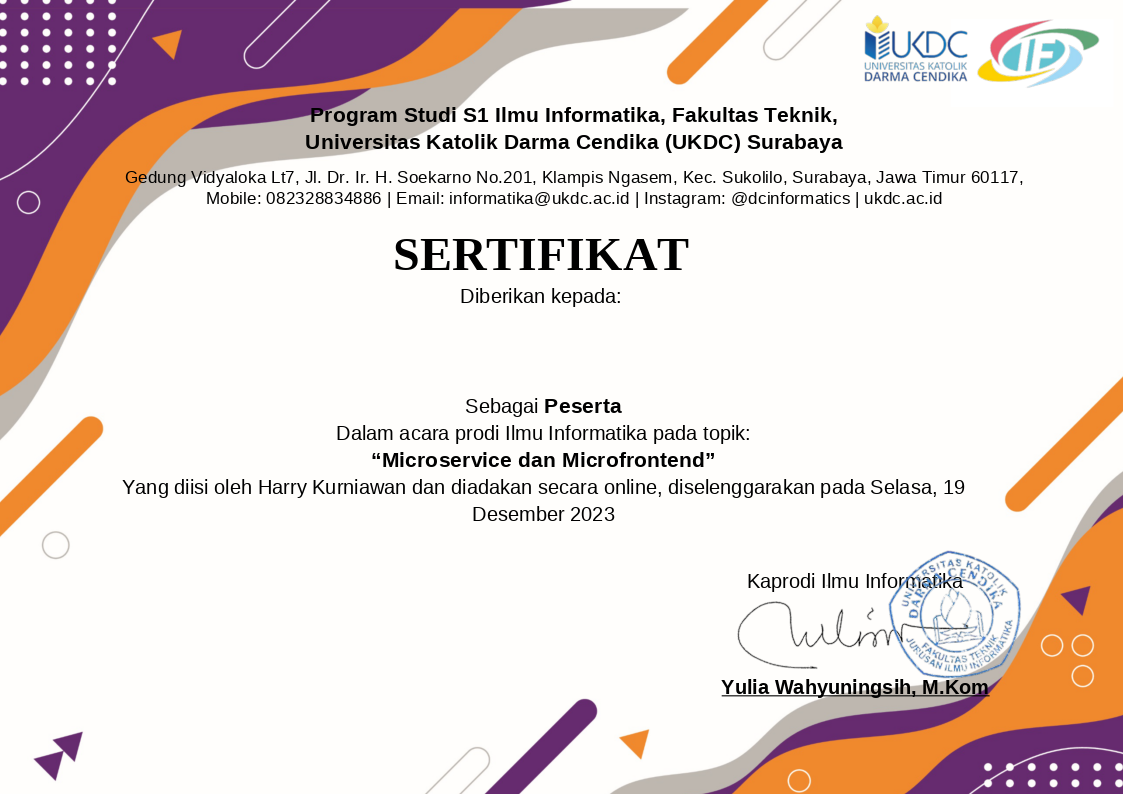 UKDC
UNIVERSITAS KATOLIK
DARMA CENDIKA
IF
Program Studi S1 Ilmu Informatika, Fakultas Teknik,
Universitas Katolik Darma Cendika (UKDC) Surabaya
Gedung Vidyaloka Lt7, Jl. Dr. Ir. H. Soekarno No.201, Klampis Ngasem, Kec. Sukolilo, Surabaya, Jawa Timur 60117,
Mobile: 082328834886 | Email: informatika@ukdc.ac.id | Instagram: @dcinformatics | ukdc.ac.id
SERTIFIKAT
Diberikan kepada:
Sebagai Peserta
Dalam acara prodi Ilmu Informatika pada topik:
“Microservice dan Microfrontend”
Yang diisi oleh Harry Kurniawan dan diadakan secara online, diselenggarakan pada Selasa, 19
Desember 2023
Kaprodi Ilmu Informatika
UNIVERSITAS KATOLIK
DARMA CENDIKA
FAKULTAS TEKNIK
JURUSAN ILMU INFORMATIKA
Yulia Wahyuningsih, M.Kom